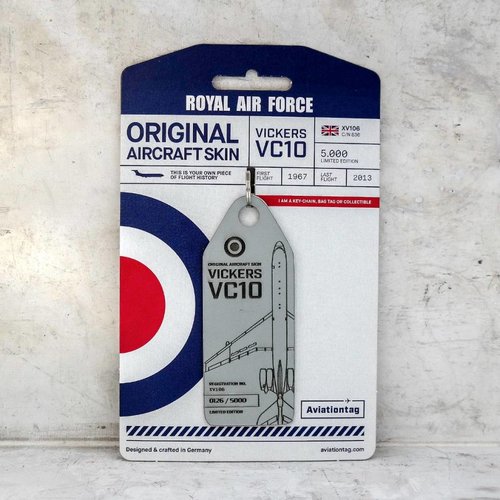 ROYAL AIR FORCE
ORIGINAL
AIRCRAFT SKIN
VICKERS
VC10
XV106
C/N 836
5.000
LIMITED EDITION
THIS IS YOUR OWN PIECE
OF FLIGHT HISTORY
FIRST
FLIGHT
1967
LAST
FLIGHT
2013
I AM A KEY-CHAIN, BAG TAG OR COLLECTIBLE
ORIGINAL AIRCRAFT SKIN
VICKERS
VC10
REGISTRATION NO.
XV106
0126 / 5000
LIMITED EDITION
Aviationtag
Designed & crafted in Germany
aviationtag.com